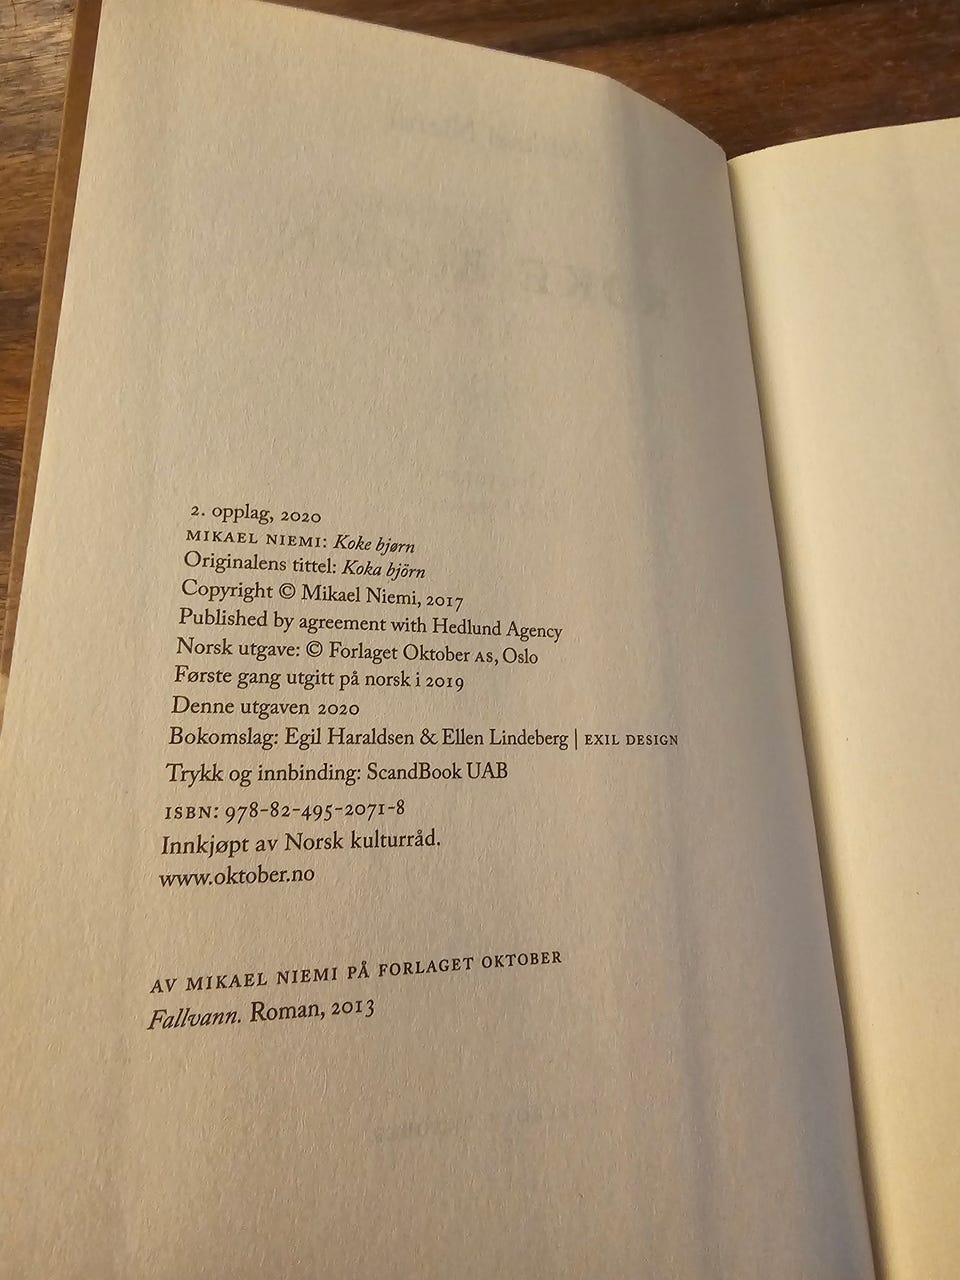 2. opplag, 2020
MIKAEL NIEMI: Koke bjørn
Originalens tittel: Koka björn
Copyright © Mikael Niemi, 2017
Published by agreement with Hedlund Agency
Norsk utgave: © Forlaget Oktober AS, Oslo
Første gang utgitt på norsk i 2019
Denne utgaven 2020
Bokomslag: Egil Haraldsen & Ellen Lindeberg | EXIL DESIGN
Trykk og innbinding: ScandBook UAB
ISBN: 978-82-495-2071-8
Innkjøpt av Norsk kulturråd.
www.oktober.no
AV MIKAEL NIEMI PÅ FORLAGET OKTOBER
Fallvann. Roman, 2013